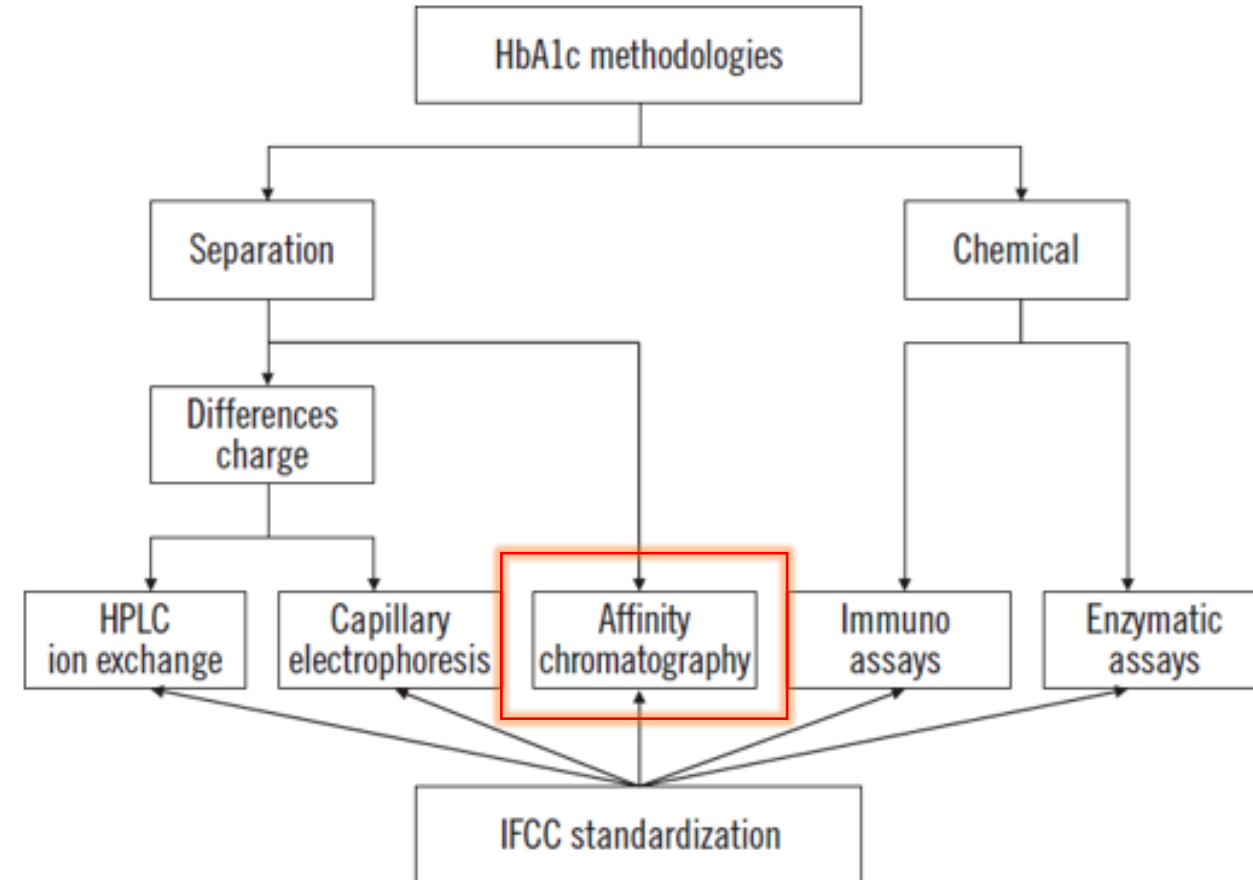 HbA1c methodologies
Separation
Chemical
Differences
charge
HPLC
ion exchange
Capillary
electrophoresis
Affinity
chromatography
Immuno
assays
Enzymatic
assays
IFCC standardization